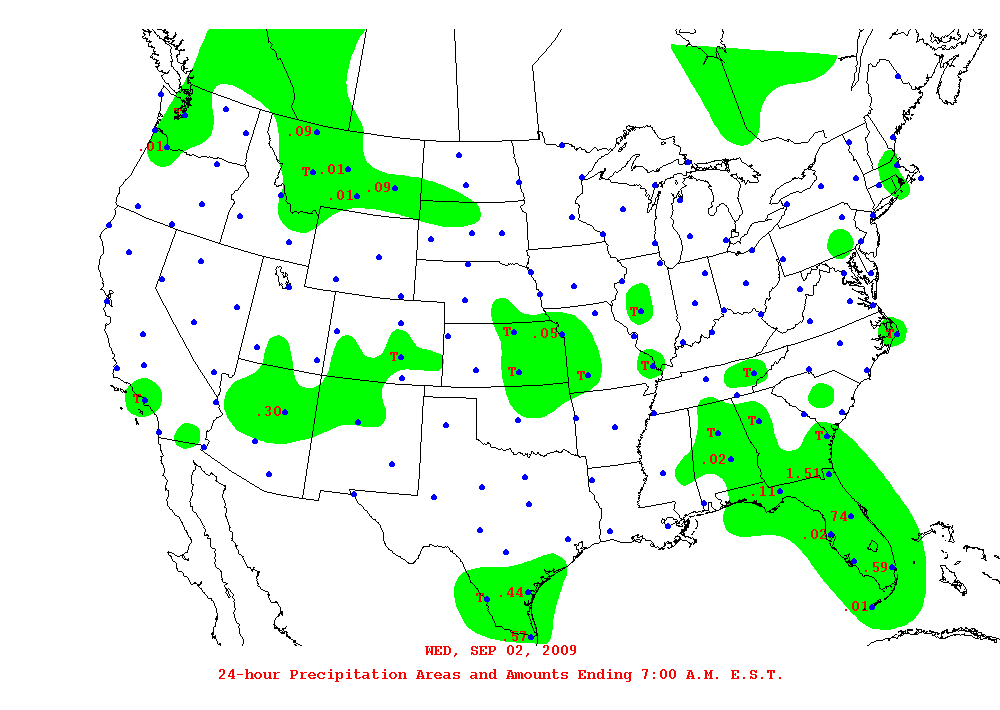 T
.01
.09
T .01
.09
.01
T
T .05
T
T
T
T
T
T
T
.30
T
T
T
.02
1.51
.11
.74
.02
.59
.44
T
.01
.57
WED, SEP 02, 2009
24-hour Precipitation Areas and Amounts Ending 7:00 A.M. E.S.T.